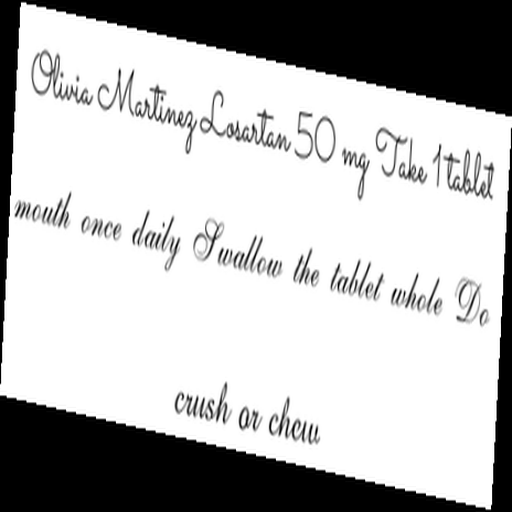 Olivia Martinez Losartan 50 mg Take 1 tablet
mouth once daily Swallow the tablet whole Do
crush or chew